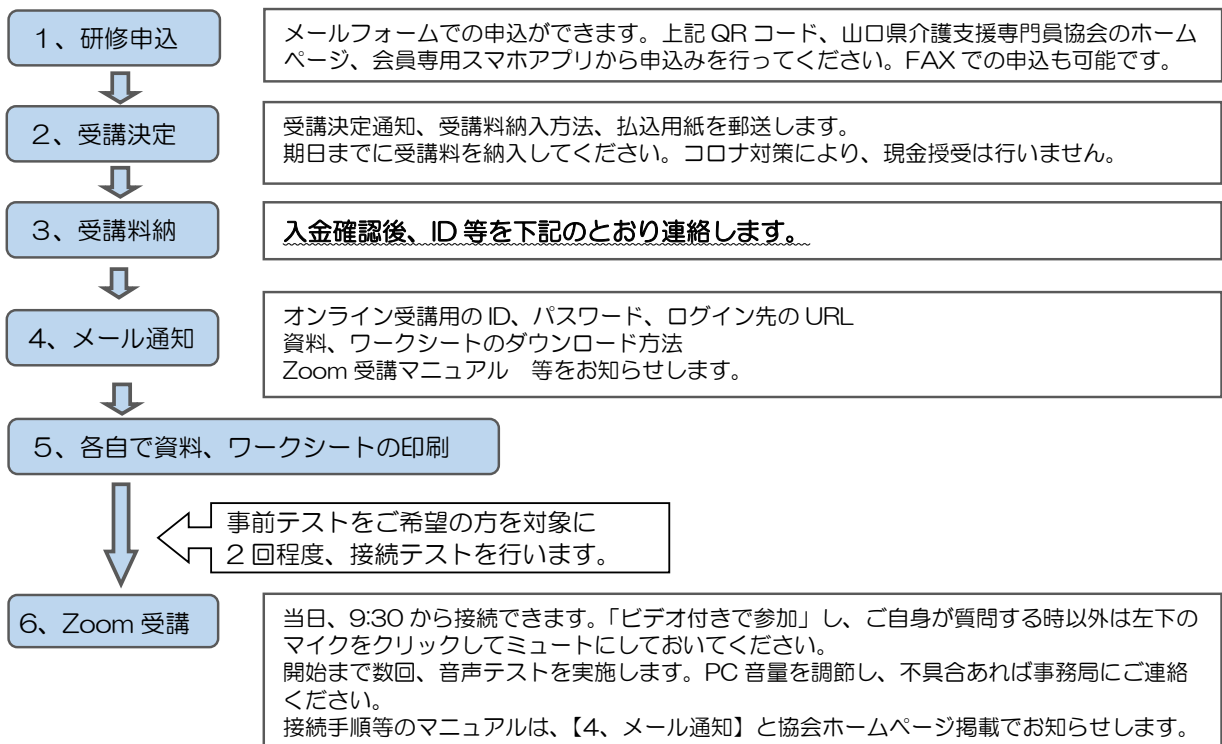 1、研修申込
メールフォームでの申込ができます。上記 QR コード、山口県介護支援専門員協会のホーム
ページ、会員専用スマホアプリから申込みを行ってください。FAX での申込も可能です。
2、受講決定
受講決定通知、受講料納入方法、払込用紙を郵送します。
期日までに受講料を納入してください。コロナ対策により、現金授受は行いません。
3、受講料納
入金確認後、ID 等を下記のとおり連絡します。
4、メール通知
オンライン受講用の ID、パスワード、ログイン先の URL
資料、ワークシートのダウンロード方法
Zoom 受講マニュアル　等をお知らせします。
5、各自で資料、ワークシートの印刷
事前テストをご希望の方を対象に
2 回程度、接続テストを行います。
6、Zoom 受講
当日、9:30 から接続できます。「ビデオ付きで参加」し、ご自身が質問する時以外は左下の
マイクをクリックしてミュートにしておいてください。
開始まで数回、音声テストを実施します。PC 音量を調節し、不具合あれば事務局にご連絡
ください。
接続手順等のマニュアルは、【4、メール通知】と協会ホームページ掲載でお知らせします。